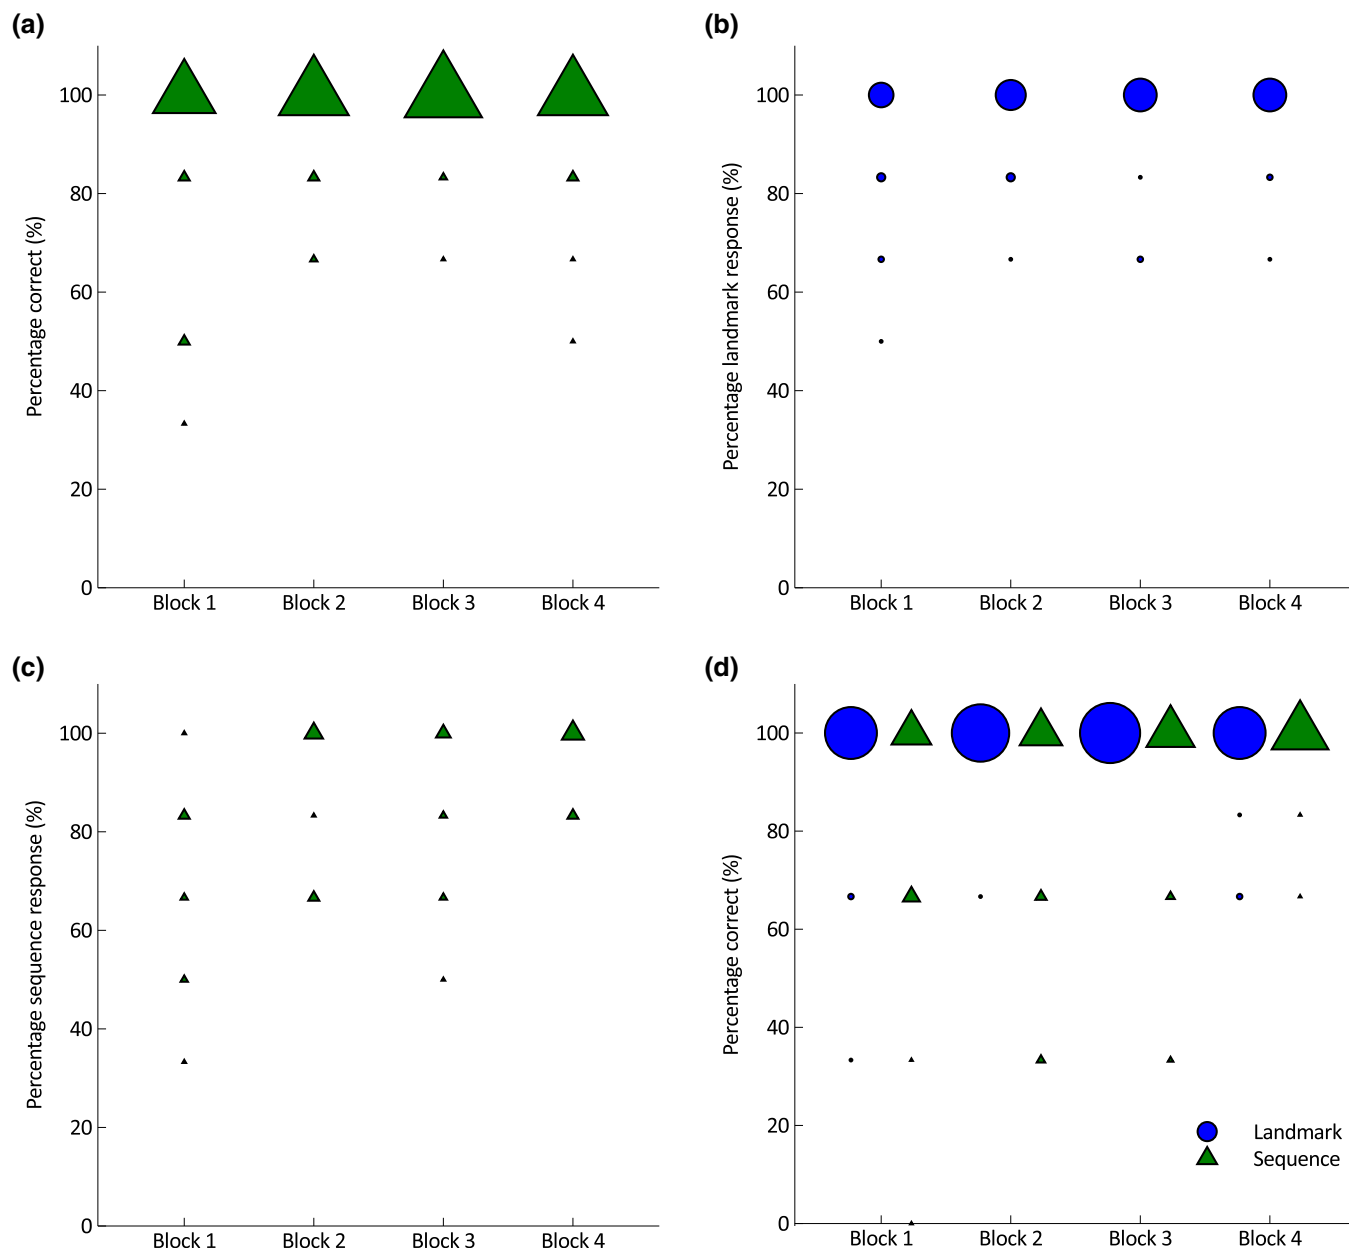 (a)
Percentage correct (%)
100
80
60
40
20
0
Block 1 Block 2 Block 3 Block 4
(b)
Percentage landmark response (%)
100
80
60
40
20
0
Block 1 Block 2 Block 3 Block 4
(c)
Percentage sequence response (%)
100
80
60
40
20
0
Block 1 Block 2 Block 3 Block 4
(d)
Percentage correct (%)
100
80
60
40
20
0
Landmark
Sequence
Block 1 Block 2 Block 3 Block 4